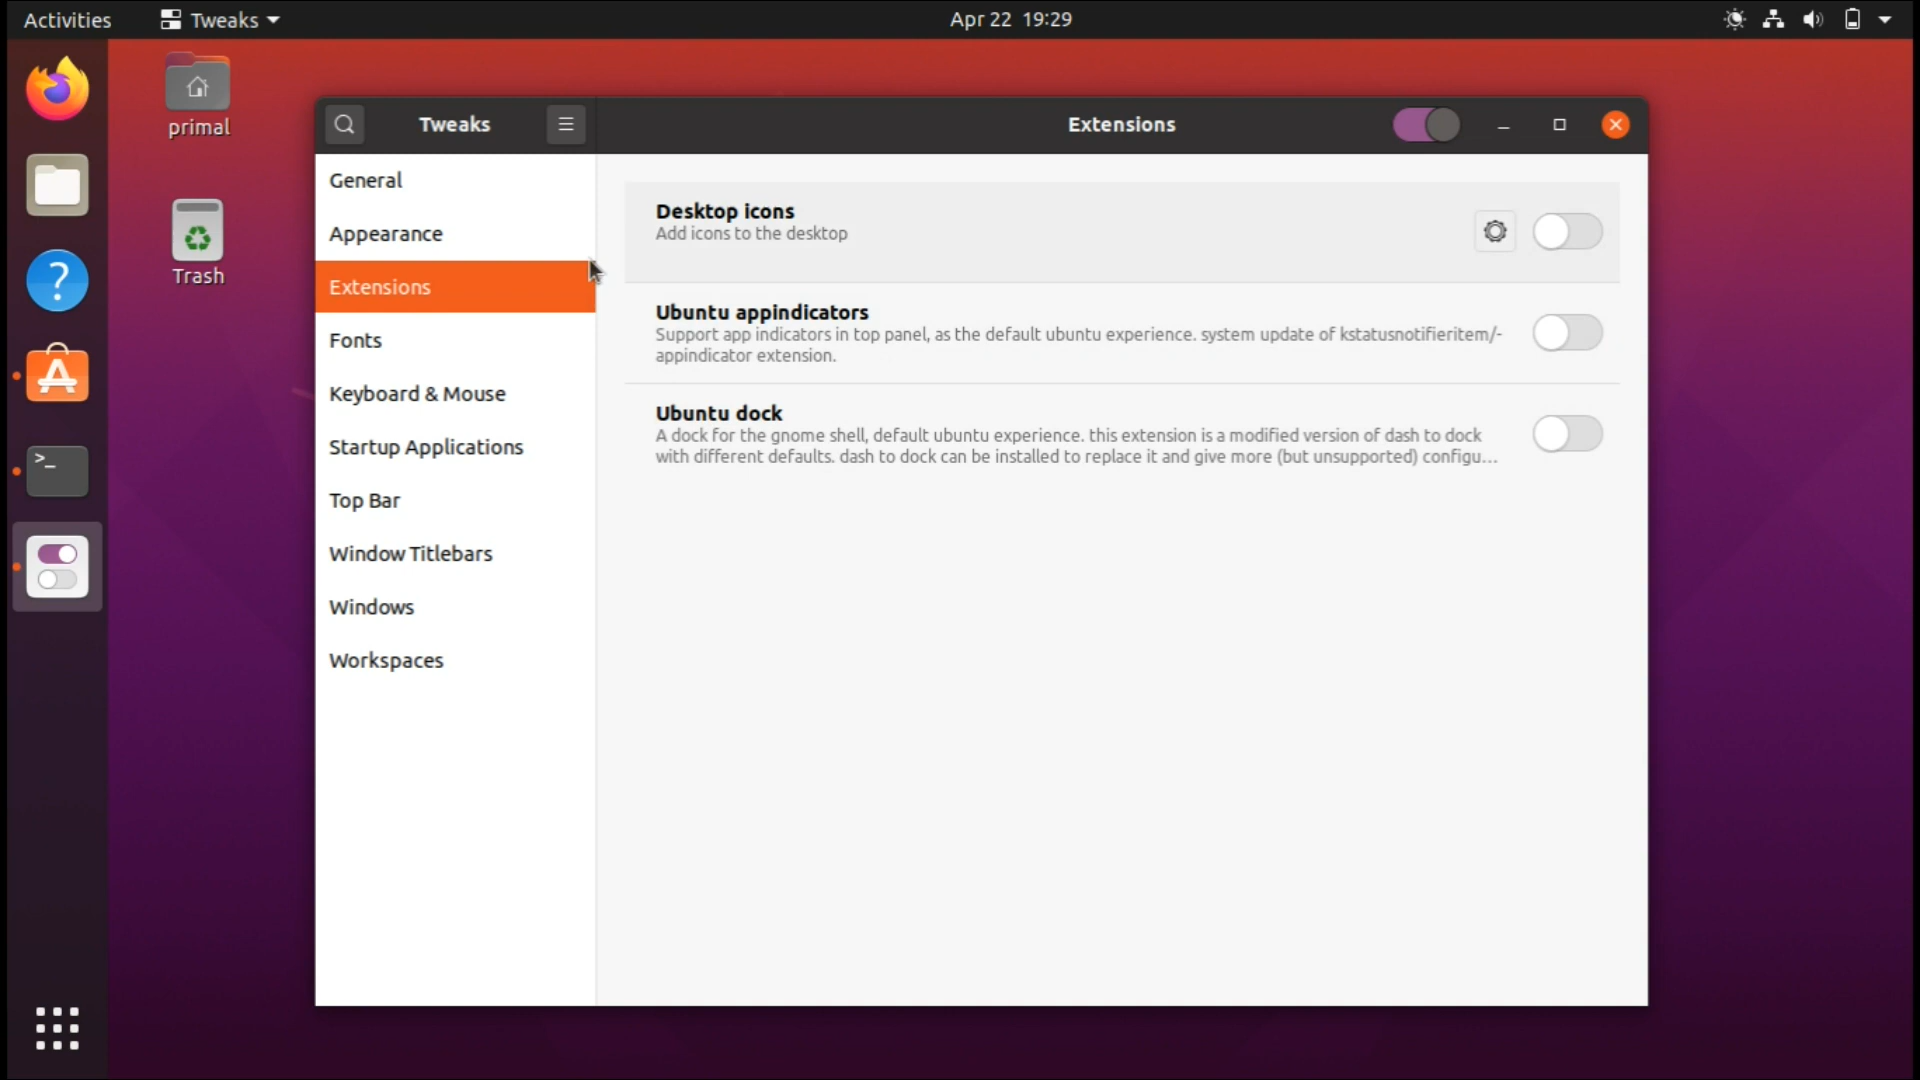 Activities
Tweaks
Apr 22 19:29
primal
Trash
Tweaks
Extensions
General
Appearance
Extensions
Fonts
Keyboard & Mouse
Startup Applications
Top Bar
Window Titlebars
Windows
Workspaces
Desktop icons
Add icons to the desktop
Ubuntu appindicators
Support app indicators in top panel, as the default ubuntu experience. system update of kstatusnotifieritem/-
appindicator extension.
Ubuntu dock
A dock for the gnome shell, default ubuntu experience. this extension is a modified version of dash to dock
with different defaults. dash to dock can be installed to replace it and give more (but unsupported) configu...